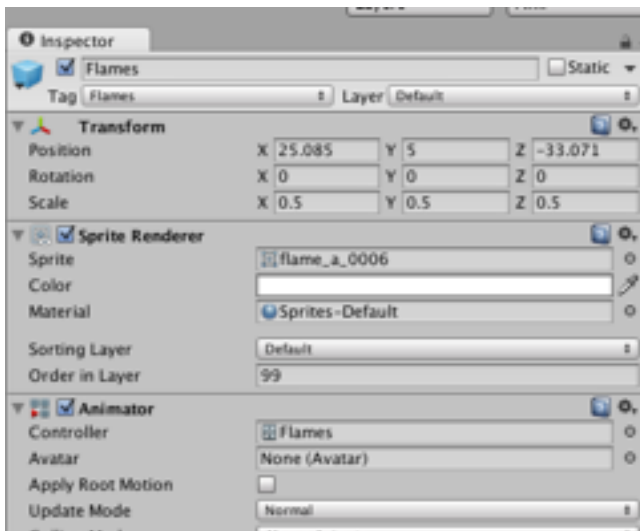 Inspector
Flames Static
Tag Flames Layer Default
Transform
Position X 25.085 Y 5 Z -33.071
Rotation X 0 Y 0 Z 0
Scale X 0.5 Y 0.5 Z 0.5
Sprite Renderer
Sprite flame_a_0006
Color
Material Sprites-Default
Sorting Layer Default
Order in Layer 99
Animator
Controller Flames
Avatar None (Avatar)
Apply Root Motion
Update Mode Normal